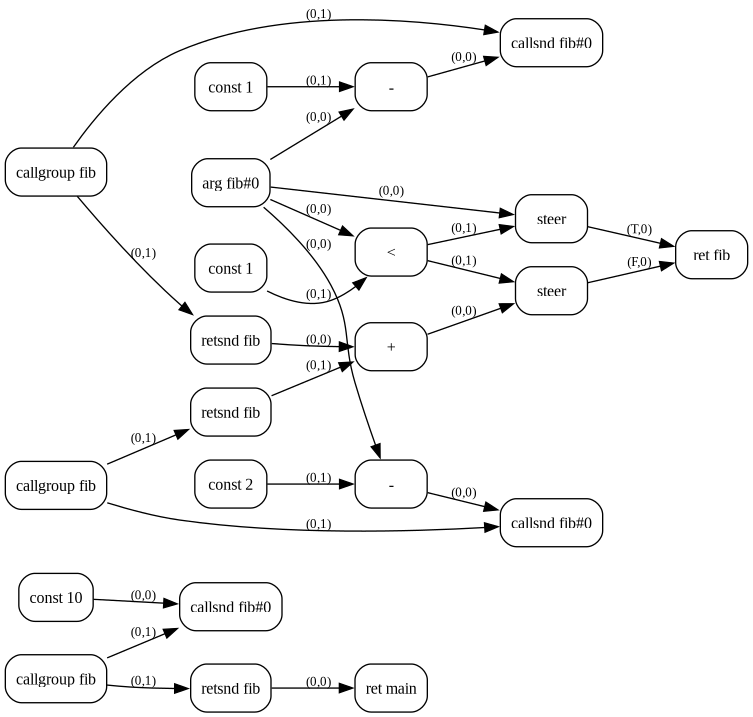 (0,1)
callsnd fib#0
(0,0)
const 1
(0,1)
-
(0,0)
callgroup fib
arg fib#0
(0,0)
(0,0)
steer
(0,1)
(T,0)
(0,0)
<
ret fib
(0,1)
const 1
(0,1)
(F,0)
steer
(0,1)
(0,0)
retsnd fib
(0,0)
+
(0,1)
retsnd fib
(0,1)
callgroup fib
const 2
(0,1)
-
(0,0)
(0,1)
callsnd fib#0
const 10
(0,0)
callsnd fib#0
(0,1)
callgroup fib
(0,1)
retsnd fib
(0,0)
ret main